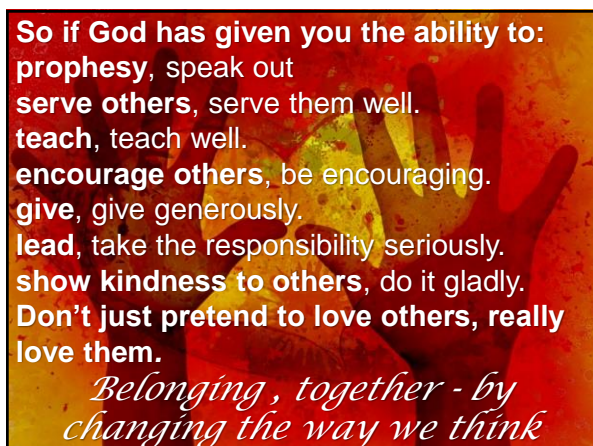 So if God has given you the ability to:
prophesy, speak out
serve others, serve them well.
teach, teach well.
encourage others, be encouraging.
give, give generously.
lead, take the responsibility seriously.
show kindness to others, do it gladly.
Don't just pretend to love others, really
love them.
Belonging , together - by
changing the way we think